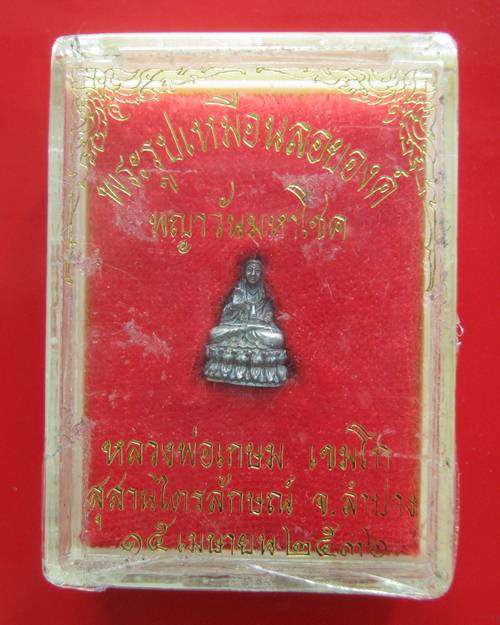 พระรูปเหมือนลอยองค์
พญาวันมหาโชค
หลวงพ่อเกษม เขมโก
สุสานไตรลักษณ์ จ.ลำปาง
๑๕ เมษายน ๒๕๓๖